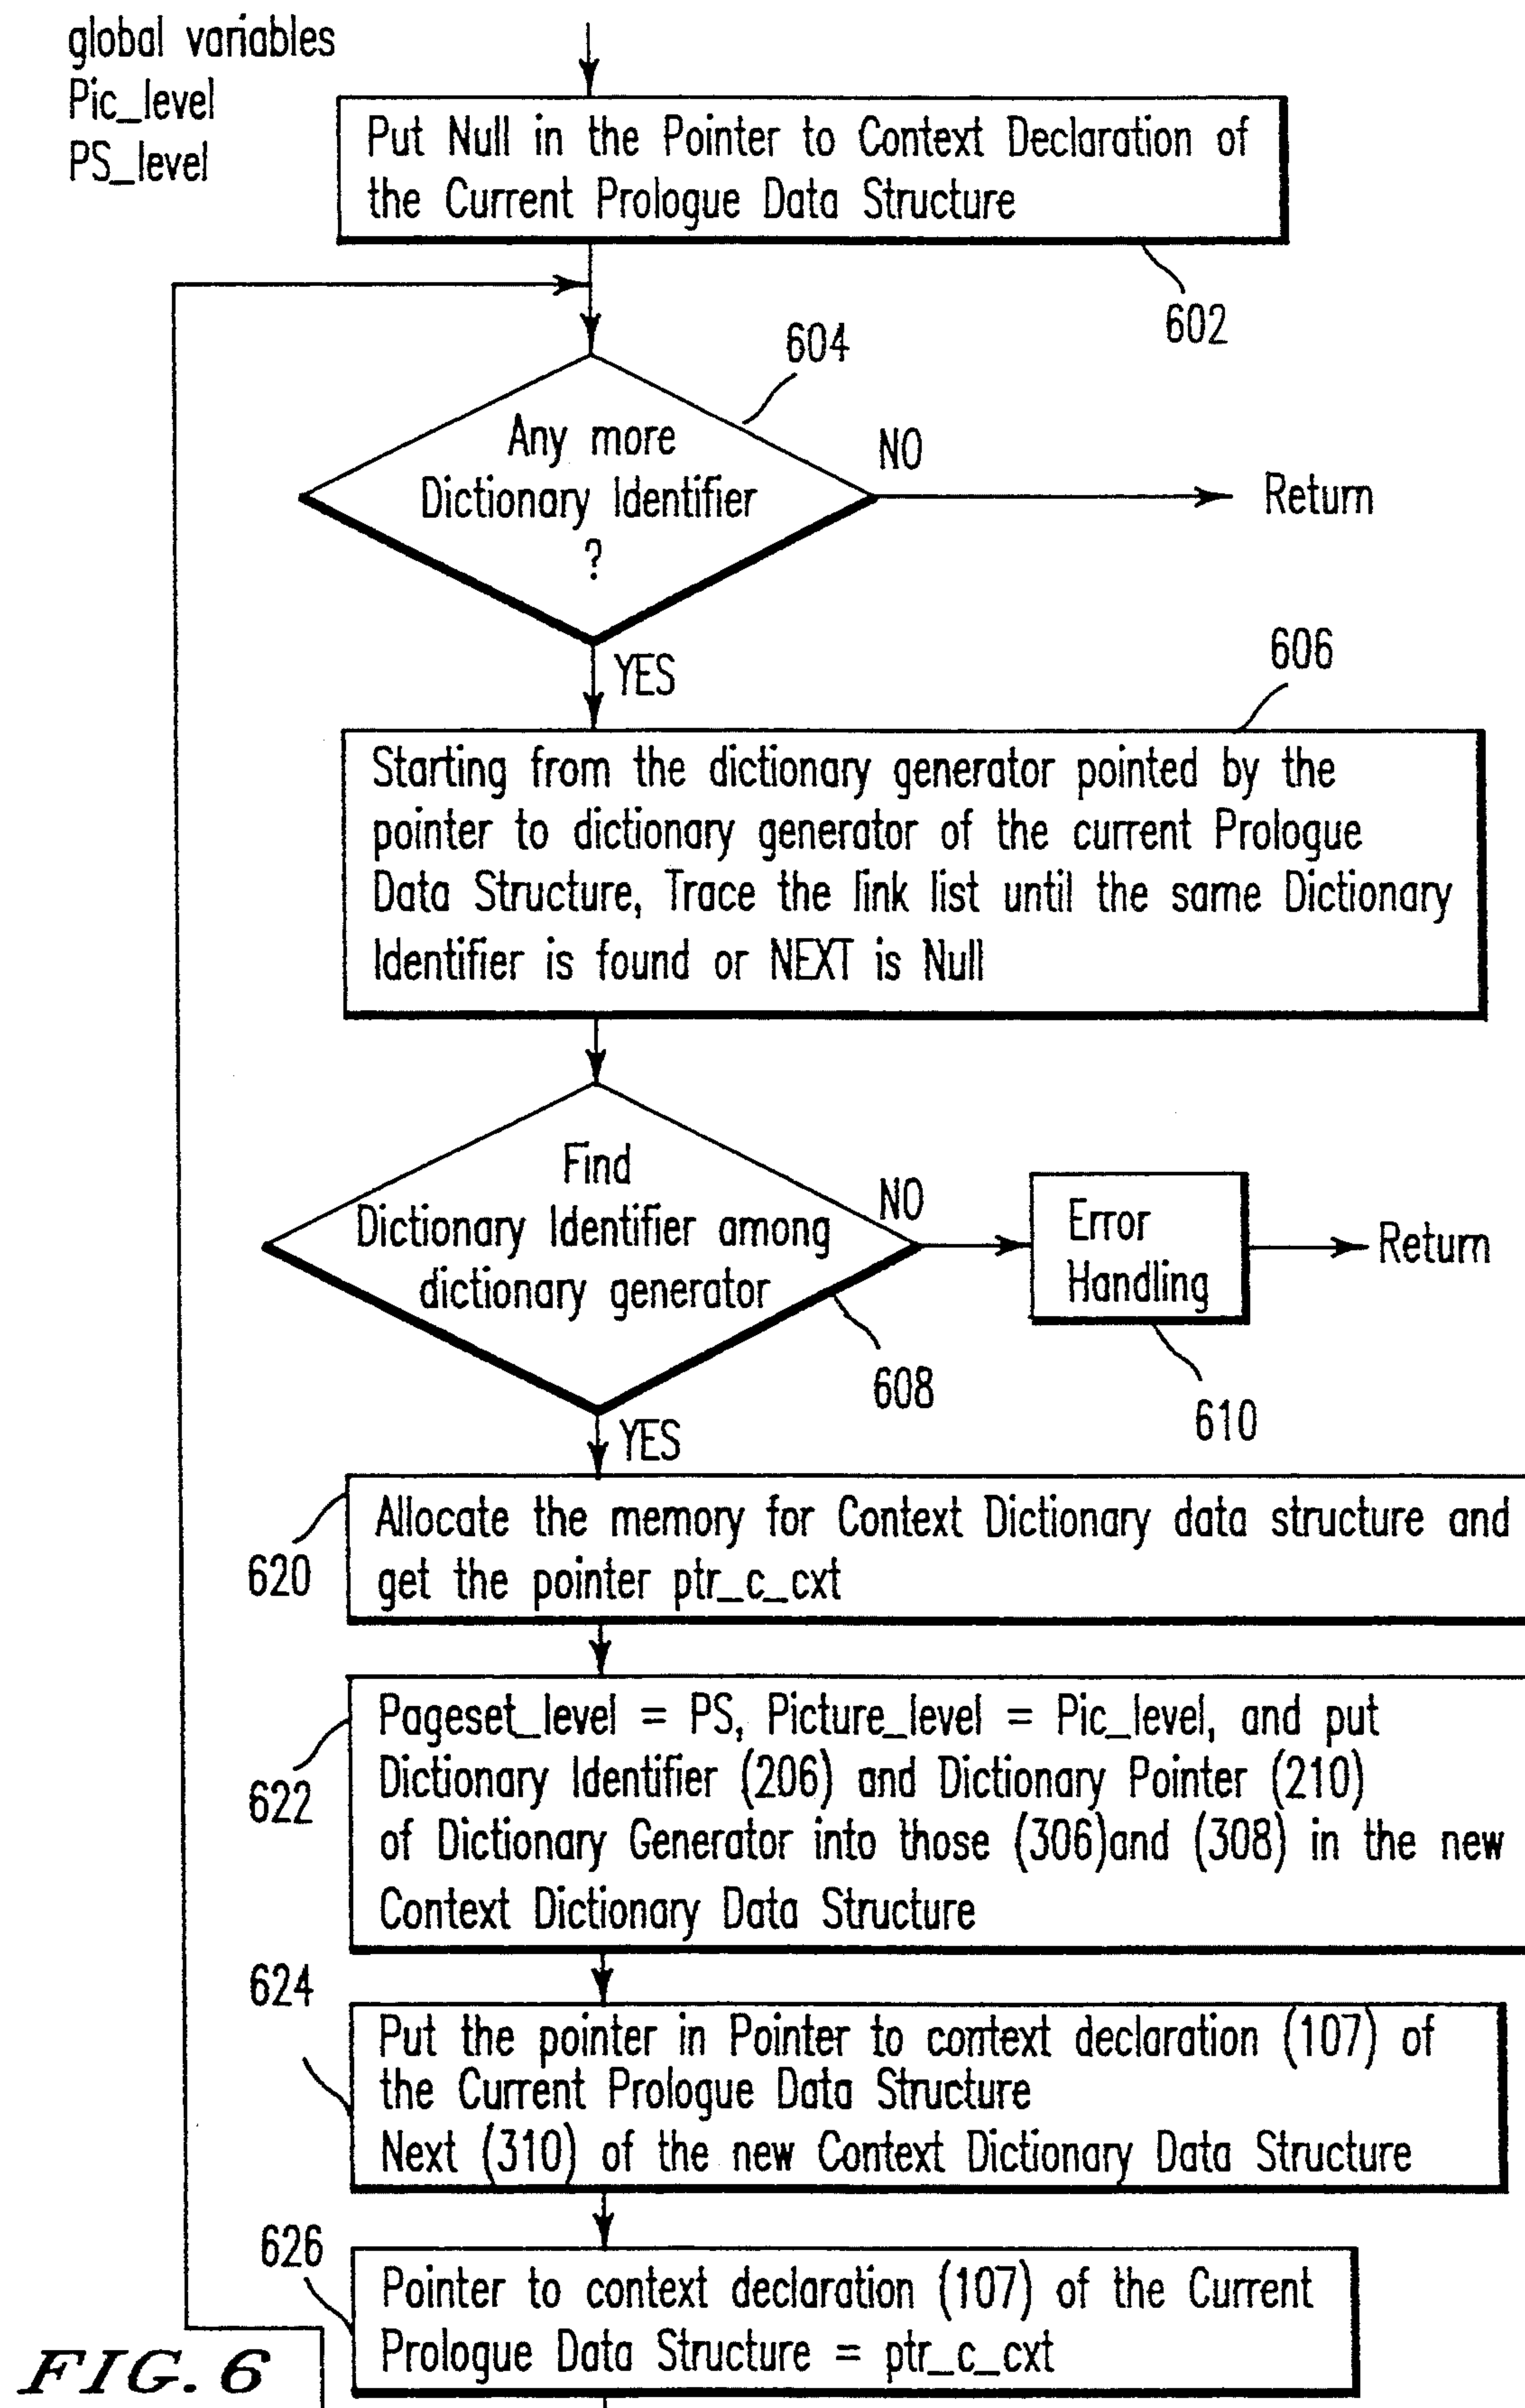 global variables
Pic_level
PS_level
Put Null in the Pointer to Context Declaration of
the Current Prologue Data Structure
602
604
Any more
Dictionary Identifier
?
NO
Return
YES
606
Starting from the dictionary generator pointed by the
pointer to dictionary generator of the current Prologue
Data Structure, Trace the link list until the same Dictionary
Identifier is found or NEXT is Null
Find
Dictionary Identifier among
dictionary generator
NO
Error
Handling
Return
608
610
YES
620
Allocate the memory for Context Dictionary data structure and
get the pointer ptr_c_cxt
622
Pageset_level = PS, Picture_level = Pic_level, and put
Dictionary Identifier (206) and Dictionary Pointer (210)
of Dictionary Generator into those (306)and (308) in the new
Context Dictionary Data Structure
624
Put the pointer in Pointer to context declaration (107) of
the Current Prologue Data Structure
Next (310) of the new Context Dictionary Data Structure
626
Pointer to context declaration (107) of the Current
Prologue Data Structure = ptr_c_cxt
FIG. 6